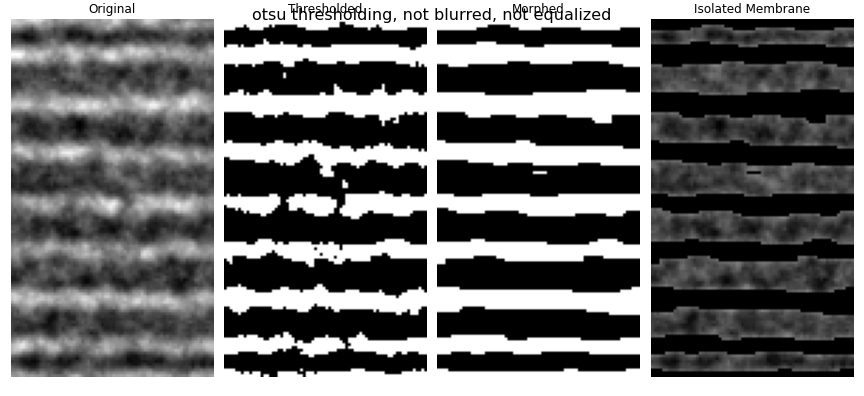 otsu thresholding, not blurred, not equalized
Original
Thresholded
Morphed
Isolated Membrane